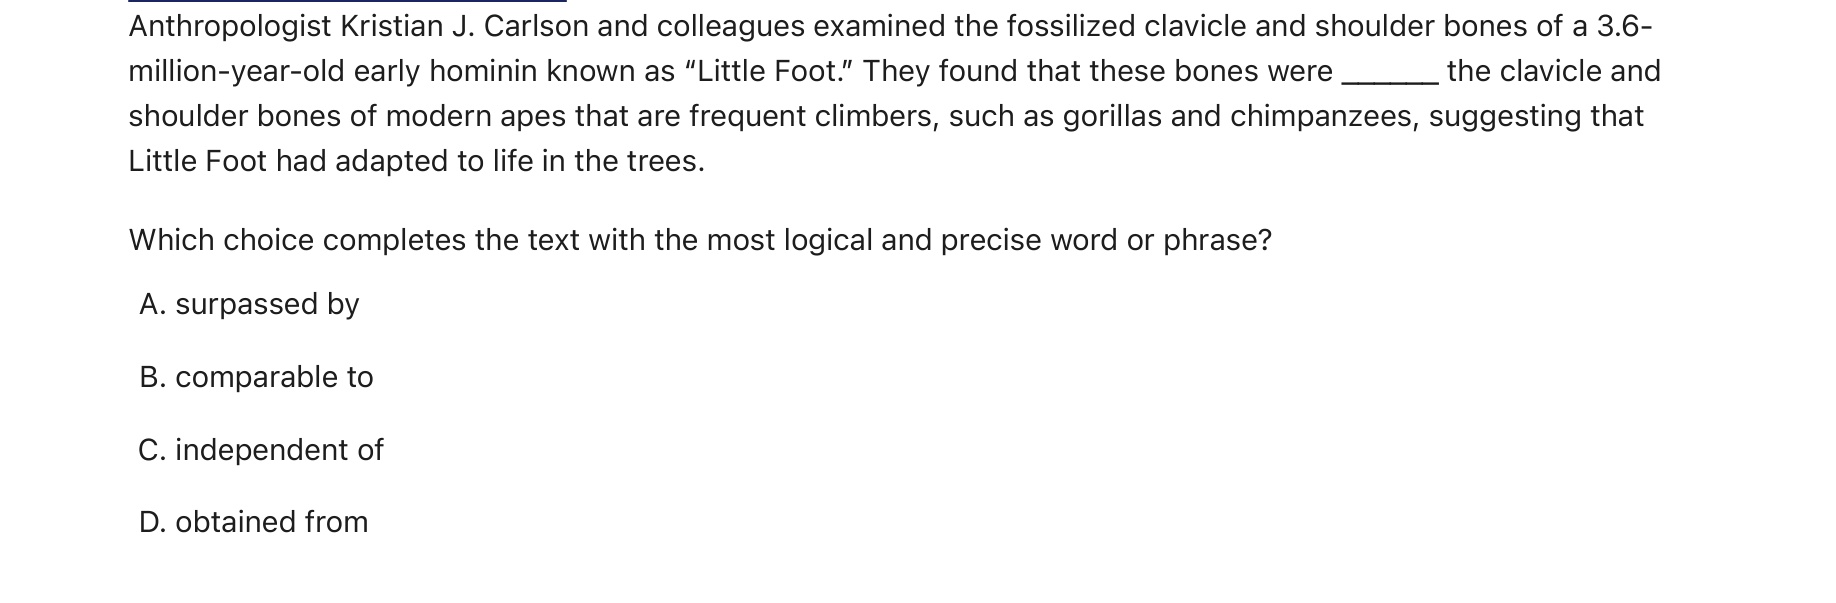 Anthropologist Kristian J. Carlson and colleagues examined the fossilized clavicle and shoulder bones of a 3.6-
million-year-old early hominin known as “Little Foot.” They found that these bones were ______ the clavicle and
shoulder bones of modern apes that are frequent climbers, such as gorillas and chimpanzees, suggesting that
Little Foot had adapted to life in the trees.
Which choice completes the text with the most logical and precise word or phrase?
A. surpassed by
B. comparable to
C. independent of
D. obtained from